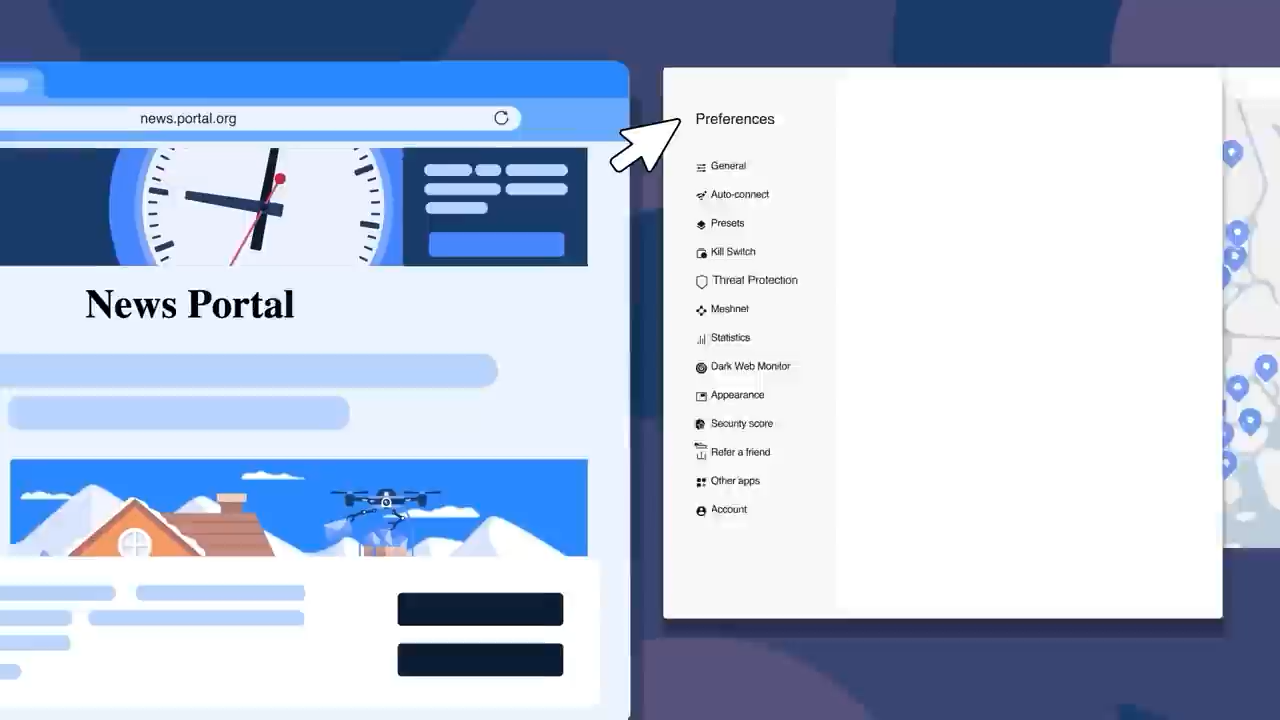 news.portal.org
News Portal
Preferences
General
Auto-connect
Presets
Kill Switch
Threat Protection
Meshnet
Statistics
Dark Web Monitor
Appearance
Security score
Refer a friend
Other apps
Account